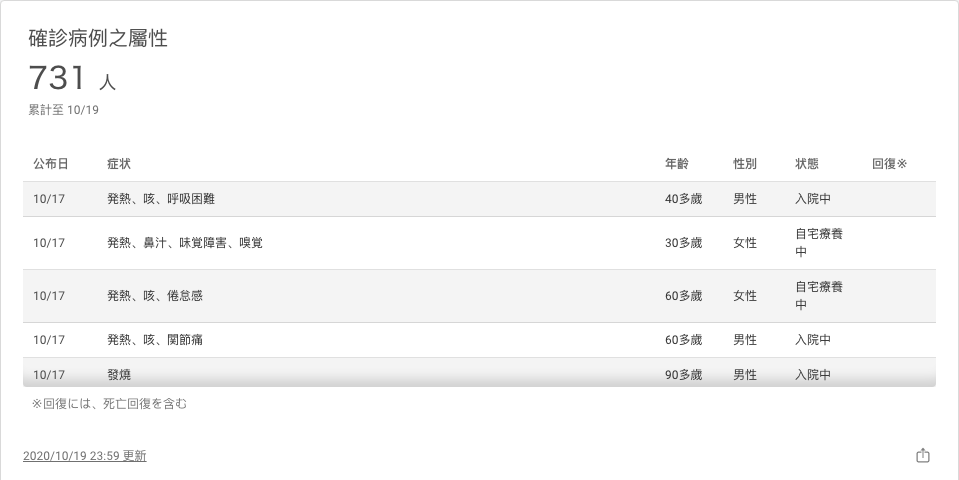 確診病例之屬性
731 人
累計至 10/19
公布日 症状 年齢 性別 状態 回復※
10/17 発熱、咳、呼吸困難 40多歲 男性 入院中
10/17 発熱、鼻汁、味覚障害、嗅覚 30多歲 女性 自宅療養
中
10/17 発熱、咳、倦怠感 60多歲 女性 自宅療養
中
10/17 発熱、咳、関節痛 60多歲 男性 入院中
10/17 發燒 90多歲 男性 入院中
※回復には、死亡回復を含む
2020/10/19 23:59 更新